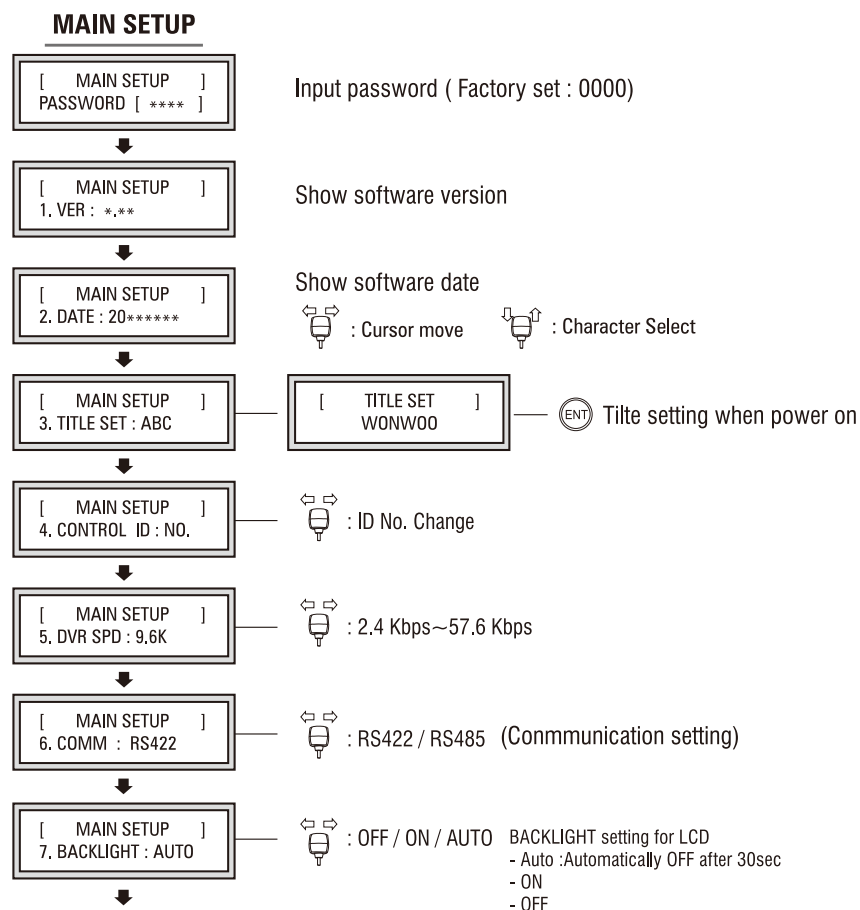 MAIN SETUP
[ MAIN SETUP ]
PASSWORD [ **** ]
Input password ( Factory set : 0000)
[ MAIN SETUP ]
1. VER : *.**
Show software version
[ MAIN SETUP ]
2. DATE : 20******
Show software date
: Cursor move
: Character Select
[ MAIN SETUP ]
3. TITLE SET : ABC
[ TITLE SET ]
WONWOO
ENT Tilte setting when power on
[ MAIN SETUP ]
4. CONTROL ID : NO.
: ID No. Change
[ MAIN SETUP ]
5. DVR SPD : 9.6K
: 2.4 Kbps~57.6 Kbps
[ MAIN SETUP ]
6. COMM : RS422
: RS422 / RS485 (Conmmunication setting)
[ MAIN SETUP ]
7. BACKLIGHT : AUTO
: OFF / ON / AUTO BACKLIGHT setting for LCD
- Auto :Automatically OFF after 30sec
- ON
- OFF